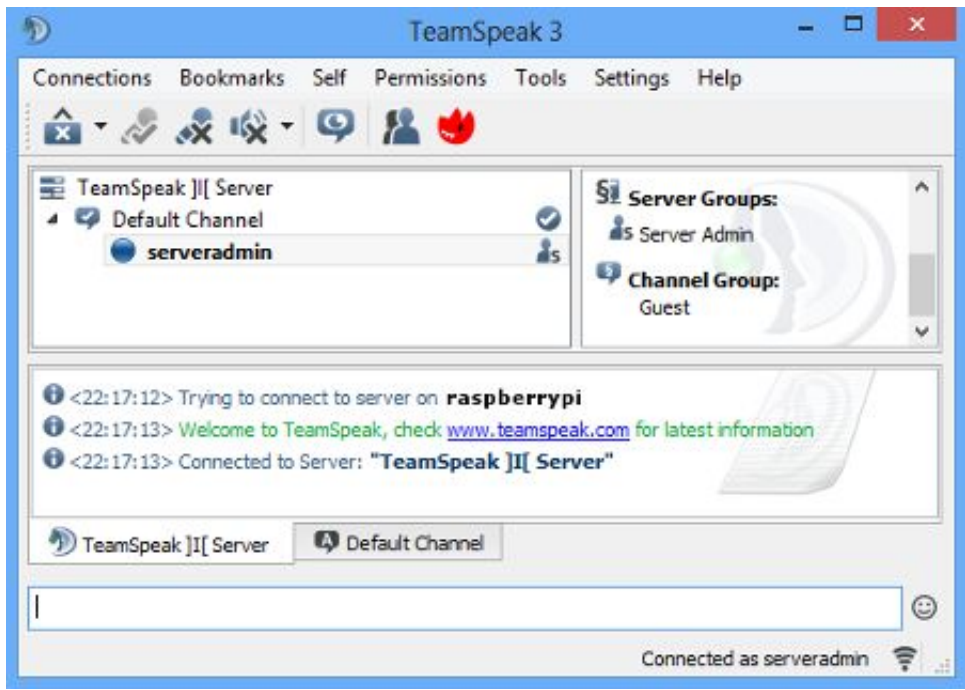 TeamSpeak 3
Connections Bookmarks Self Permissions Tools Settings Help
TeamSpeak ]I[ Server
Default Channel
serveradmin
Server Groups:
Server Admin
Channel Group:
Guest
<22:17:12> Trying to connect to server on raspberrypi
<22:17:13> Welcome to TeamSpeak, check www.teamspeak.com for latest information
<22:17:13> Connected to Server: "TeamSpeak ]I[ Server"
TeamSpeak ]I[ Server Default Channel
Connected as serveradmin